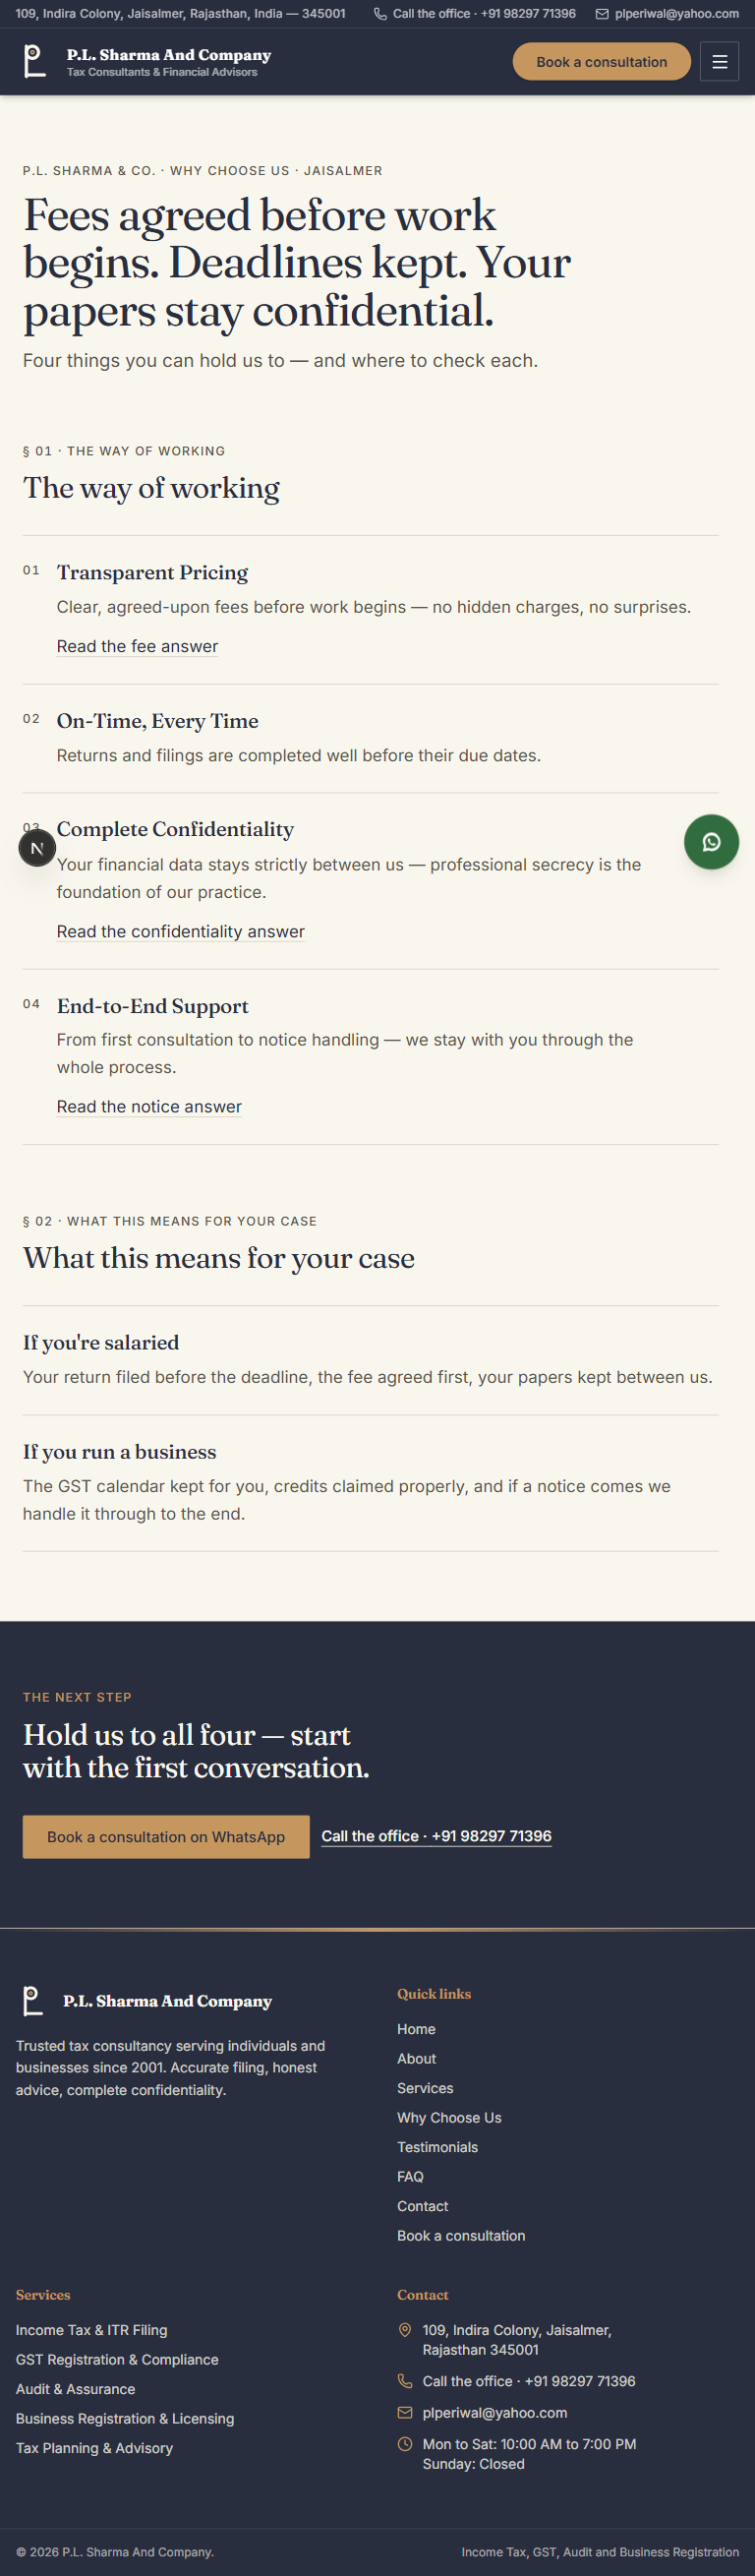 109, Indira Colony, Jaisalmer, Rajasthan, India — 345001
Call the office · +91 98297 71396
plperiwal@yahoo.com
P.L. Sharma And Company
Tax Consultants & Financial Advisors
Book a consultation
P.L. SHARMA & CO. · WHY CHOOSE US · JAISALMER
Fees agreed before work
begins. Deadlines kept. Your
papers stay confidential.
Four things you can hold us to — and where to check each.
§ 01 · THE WAY OF WORKING
The way of working
01 Transparent Pricing
Clear, agreed-upon fees before work begins — no hidden charges, no surprises.
Read the fee answer
02 On-Time, Every Time
Returns and filings are completed well before their due dates.
03 Complete Confidentiality
N
Your financial data stays strictly between us — professional secrecy is the
foundation of our practice.
Read the confidentiality answer
04 End-to-End Support
From first consultation to notice handling — we stay with you through the
whole process.
Read the notice answer
§ 02 · WHAT THIS MEANS FOR YOUR CASE
What this means for your case
If you're salaried
Your return filed before the deadline, the fee agreed first, your papers kept between us.
If you run a business
The GST calendar kept for you, credits claimed properly, and if a notice comes we
handle it through to the end.
THE NEXT STEP
Hold us to all four — start
with the first conversation.
Book a consultation on WhatsApp
Call the office · +91 98297 71396
P.L. Sharma And Company
Trusted tax consultancy serving individuals and
businesses since 2001. Accurate filing, honest
advice, complete confidentiality.
Quick links
Home
About
Services
Why Choose Us
Testimonials
FAQ
Contact
Book a consultation
Services
Income Tax & ITR Filing
GST Registration & Compliance
Audit & Assurance
Business Registration & Licensing
Tax Planning & Advisory
Contact
109, Indira Colony, Jaisalmer,
Rajasthan 345001
Call the office · +91 98297 71396
plperiwal@yahoo.com
Mon to Sat: 10:00 AM to 7:00 PM
Sunday: Closed
© 2026 P.L. Sharma And Company.
Income Tax, GST, Audit and Business Registration